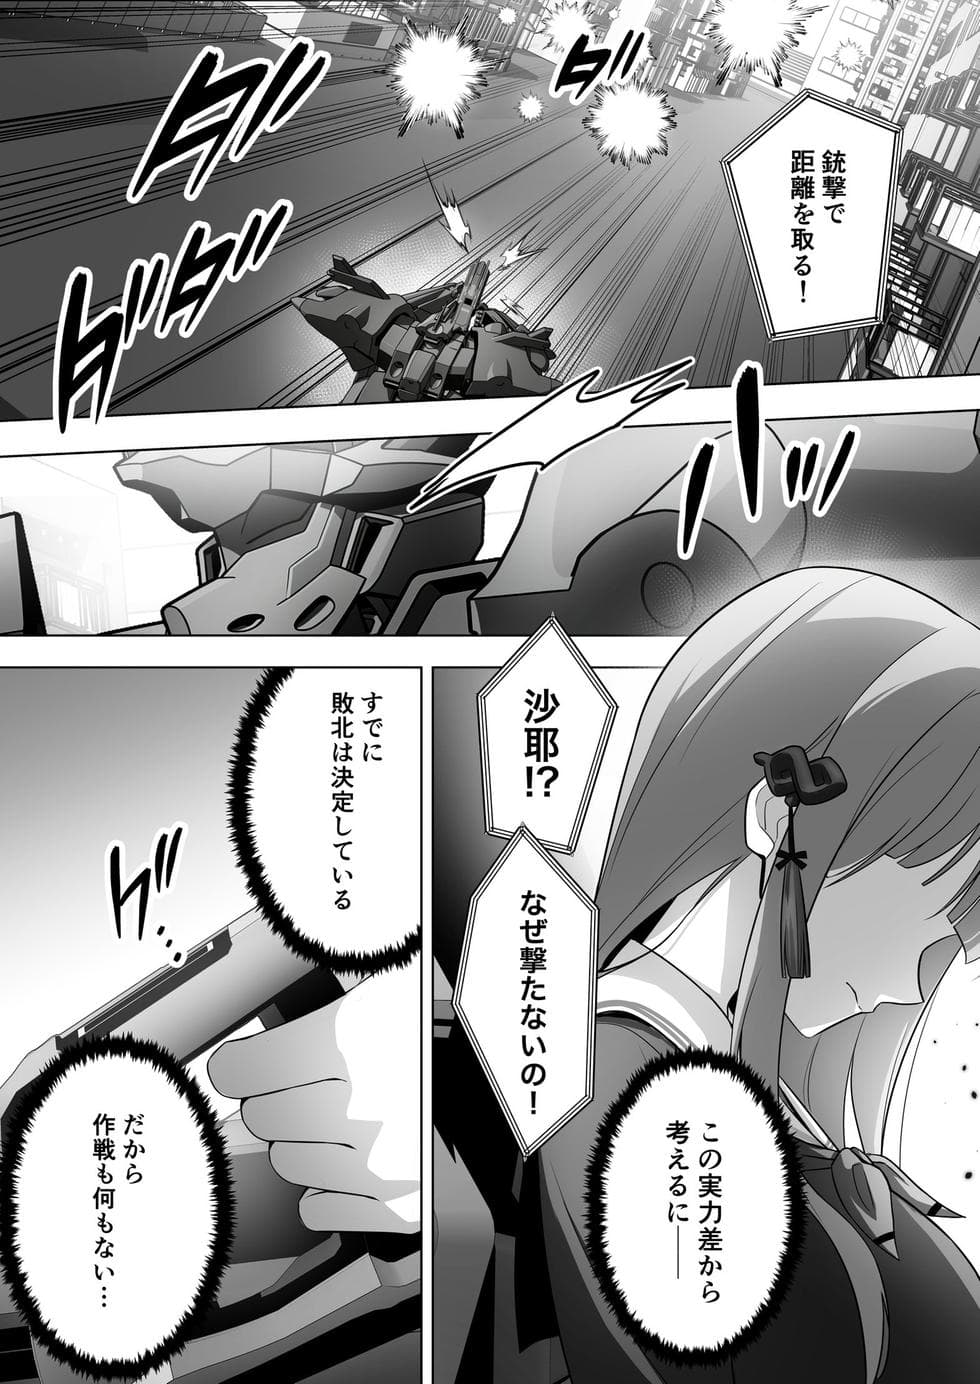 銃撃で
距離を取る！
ダ
ダ
ダ
ダ
ダ
バッ
沙耶!?
なぜ撃たないの！
この実力差から
考えるに──
すでに
敗北は決定している
グ…
だから
作戦も何もない…